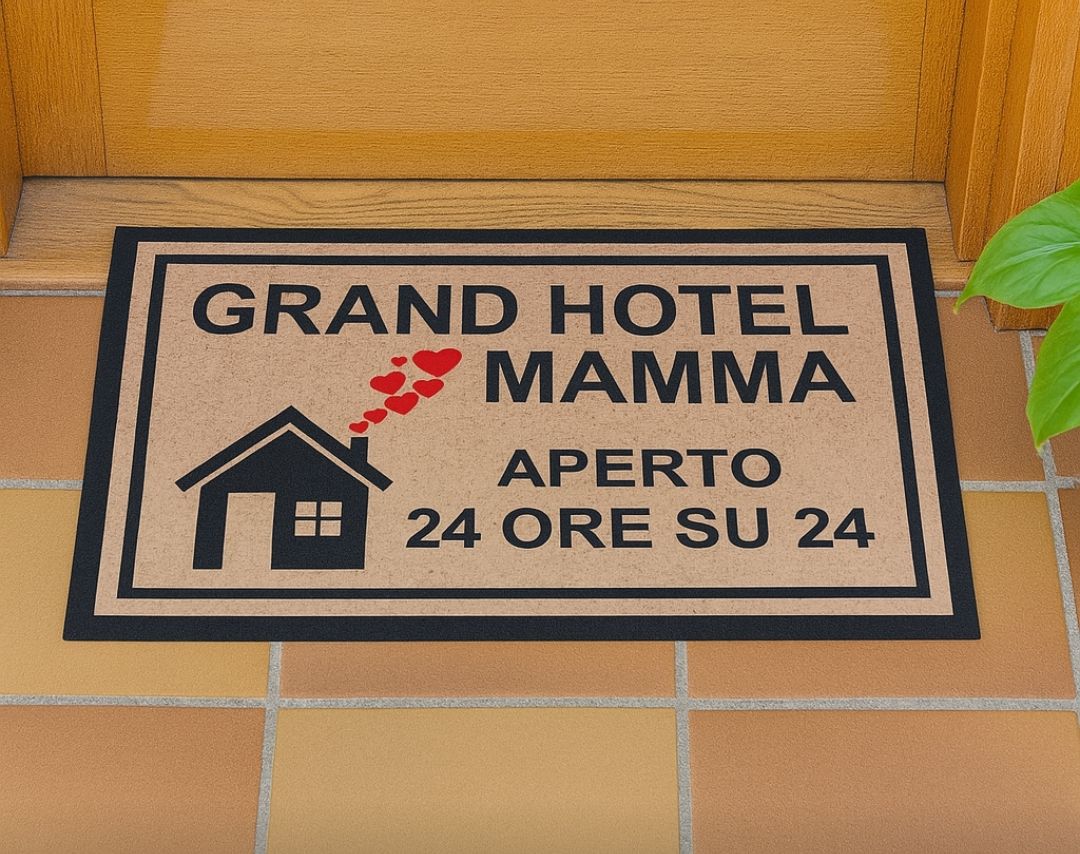 GRAND HOTEL
MAMMA
APERTO
24 ORE SU 24